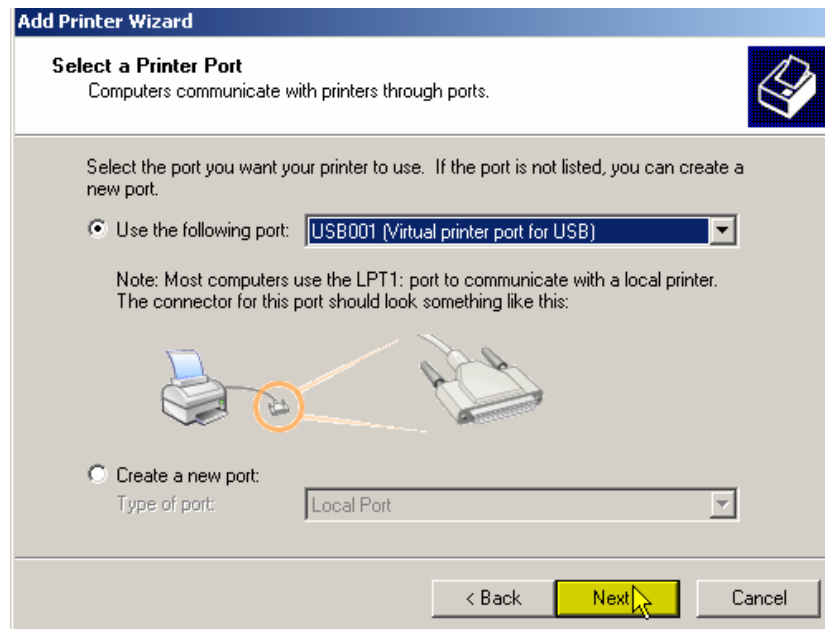 Add Printer Wizard
Select a Printer Port
Computers communicate with printers through ports.
Select the port you want your printer to use. If the port is not listed, you can create a
new port.
Use the following port: USB001 (Virtual printer port for USB)
Note: Most computers use the LPT1: port to communicate with a local printer.
The connector for this port should look something like this:
Create a new port:
Type of port: Local Port
< Back Next Cancel